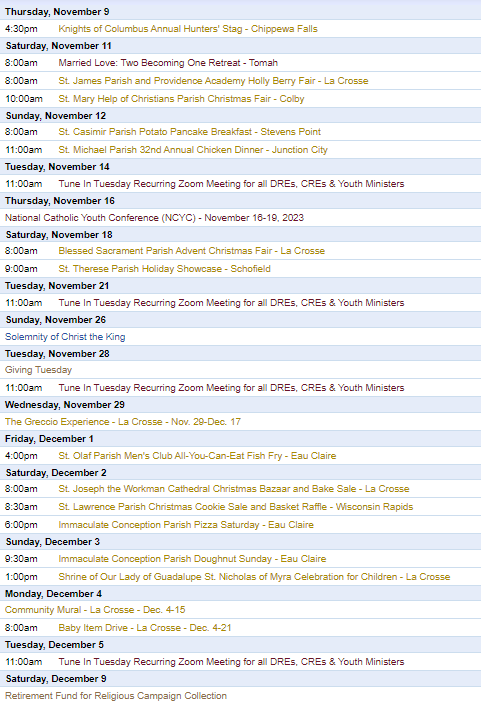 Thursday, November 9
4:30pm Knights of Columbus Annual Hunters' Stag - Chippewa Falls
Saturday, November 11
8:00am Married Love: Two Becoming One Retreat - Tomah
8:00am St. James Parish and Providence Academy Holly Berry Fair - La Crosse
10:00am St. Mary Help of Christians Parish Christmas Fair - Colby
Sunday, November 12
8:00am St. Casimir Parish Potato Pancake Breakfast - Stevens Point
11:00am St. Michael Parish 32nd Annual Chicken Dinner - Junction City
Tuesday, November 14
11:00am Tune In Tuesday Recurring Zoom Meeting for all DREs, CREs & Youth Ministers
Thursday, November 16
National Catholic Youth Conference (NCYC) - November 16-19, 2023
Saturday, November 18
8:00am Blessed Sacrament Parish Advent Christmas Fair - La Crosse
9:00am St. Therese Parish Holiday Showcase - Schofield
Tuesday, November 21
11:00am Tune In Tuesday Recurring Zoom Meeting for all DREs, CREs & Youth Ministers
Sunday, November 26
Solemnity of Christ the King
Tuesday, November 28
Giving Tuesday
11:00am Tune In Tuesday Recurring Zoom Meeting for all DREs, CREs & Youth Ministers
Wednesday, November 29
The Greccio Experience - La Crosse - Nov. 29-Dec. 17
Friday, December 1
4:00pm St. Olaf Parish Men's Club All-You-Can-Eat Fish Fry - Eau Claire
Saturday, December 2
8:00am St. Joseph the Workman Cathedral Christmas Bazaar and Bake Sale - La Crosse
8:30am St. Lawrence Parish Christmas Cookie Sale and Basket Raffle - Wisconsin Rapids
6:00pm Immaculate Conception Parish Pizza Saturday - Eau Claire
Sunday, December 3
9:30am Immaculate Conception Parish Doughnut Sunday - Eau Claire
1:00pm Shrine of Our Lady of Guadalupe St. Nicholas of Myra Celebration for Children - La Crosse
Monday, December 4
Community Mural - La Crosse - Dec. 4-15
8:00am Baby Item Drive - La Crosse - Dec. 4-21
Tuesday, December 5
11:00am Tune In Tuesday Recurring Zoom Meeting for all DREs, CREs & Youth Ministers
Saturday, December 9
Retirement Fund for Religious Campaign Collection